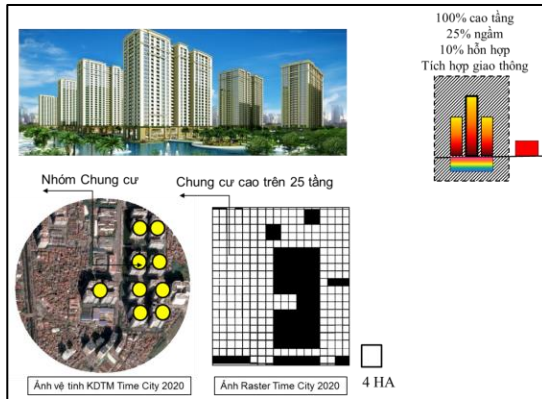 100% cao tầng
25% ngầm
10% hỗn hợp
Tích hợp giao thông
Nhóm Chung cư
Chung cư cao trên 25 tầng
Ảnh vệ tinh KDTM Time City 2020
Ảnh Raster Time City 2020
4 HA